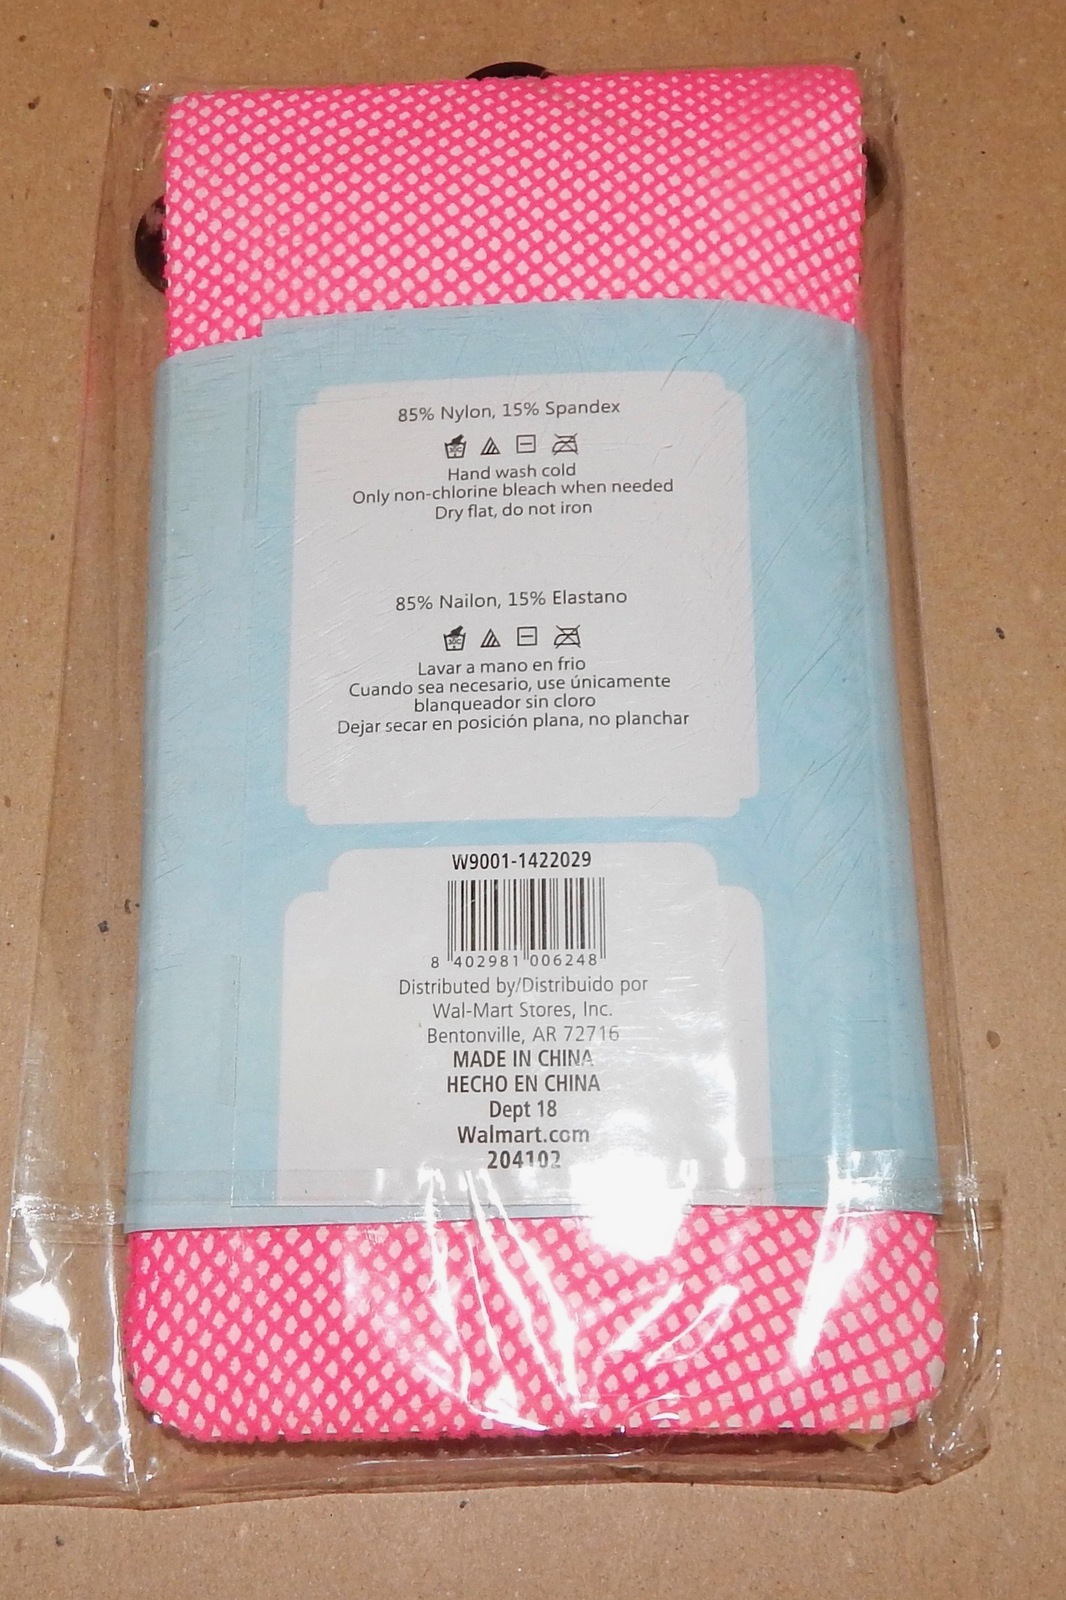 85% Nylon, 15% Spandex
30C
Hand wash cold
Only non-chlorine bleach when needed
Dry flat, do not iron
85% Nailon, 15% Elastano
30C
Lavar a mano en frio
Cuando sea necesario, use únicamente
blanqueador sin cloro
Dejar secar en posición plana, no planchar
W9001-1422029
8 402981 006248
Distributed by/Distribuido por
Wal-Mart Stores, Inc.
Bentonville, AR 72716
MADE IN CHINA
HECHO EN CHINA
Dept 18
Walmart.com
204102